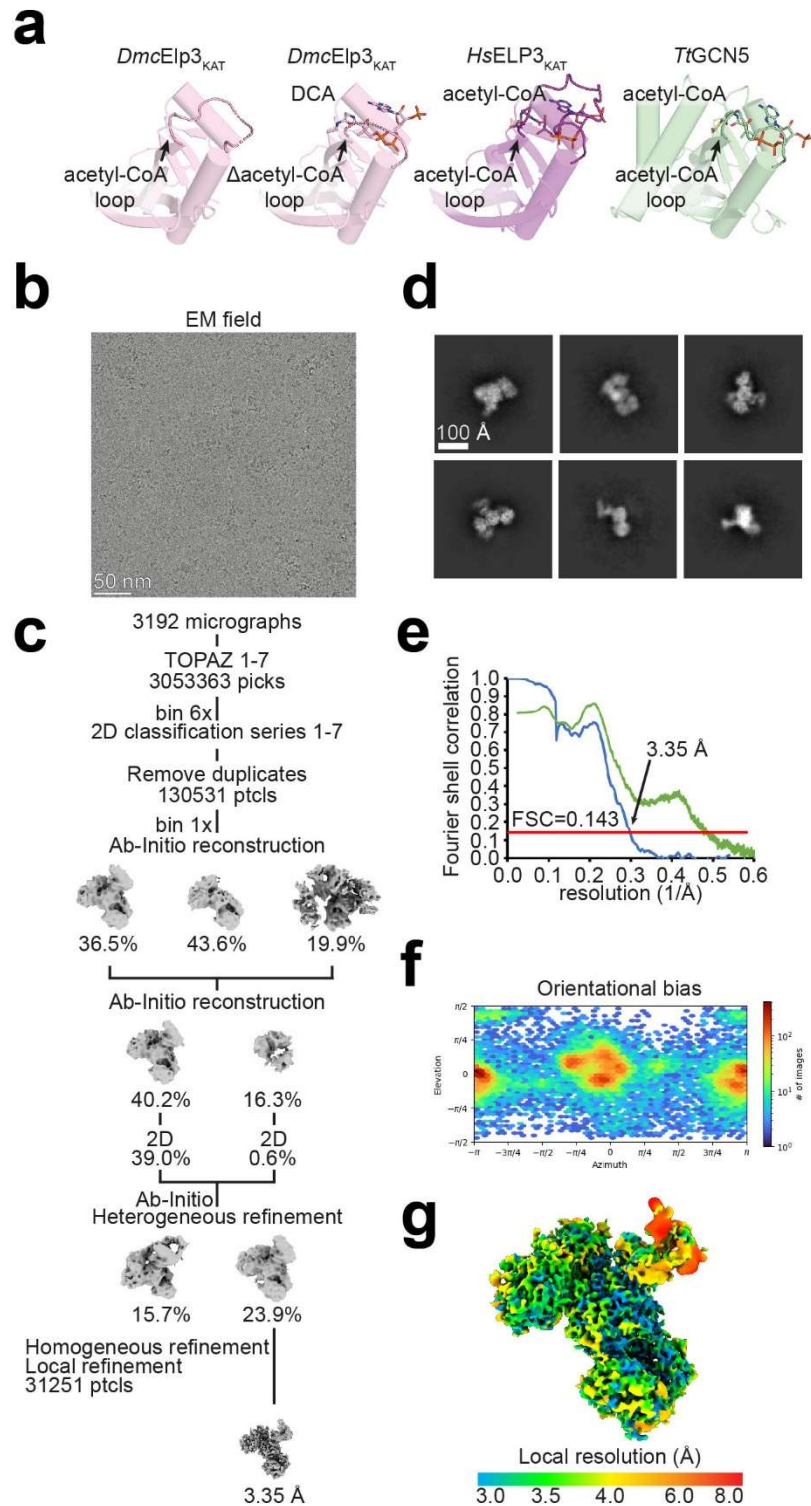 a
DmcElp3KAT
DmcElp3KAT
HsELP3KAT
TtGCN5
DCA
acetyl-CoA
acetyl-CoA
acetyl-CoA
loop
Δacetyl-CoA
loop
acetyl-CoA
loop
acetyl-CoA
loop
b
EM field
50 nm
c
3192 micrographs
TOPAZ 1-7
3053363 picks
bin 6x
2D classification series 1-7
Remove duplicates
130531 ptcls
bin 1x
Ab-Initio reconstruction
36.5%
43.6%
19.9%
Ab-Initio reconstruction
40.2%
16.3%
2D
2D
39.0%
0.6%
Ab-Initio
Heterogeneous refinement
15.7%
23.9%
Homogeneous refinement
Local refinement
31251 ptcls
3.35 Å
d
100 Å
e
Fourier shell correlation
1.0
0.9
0.8
0.7
0.6
0.5
0.4
0.3
0.2
0.1
0.0
3.35 Å
FSC=0.143
0.0 0.1 0.2 0.3 0.4 0.5 0.6
resolution (1/Å)
f
Orientational bias
Elevation
π/2
π/4
0
−π/4
−π/2
−π −3π/4 −π/2 −π/4 0 π/4 π/2 3π/4 π
Azimuth
10²
10¹
10⁰
# of images
g
Local resolution (Å)
3.0 3.5 4.0 6.0 8.0